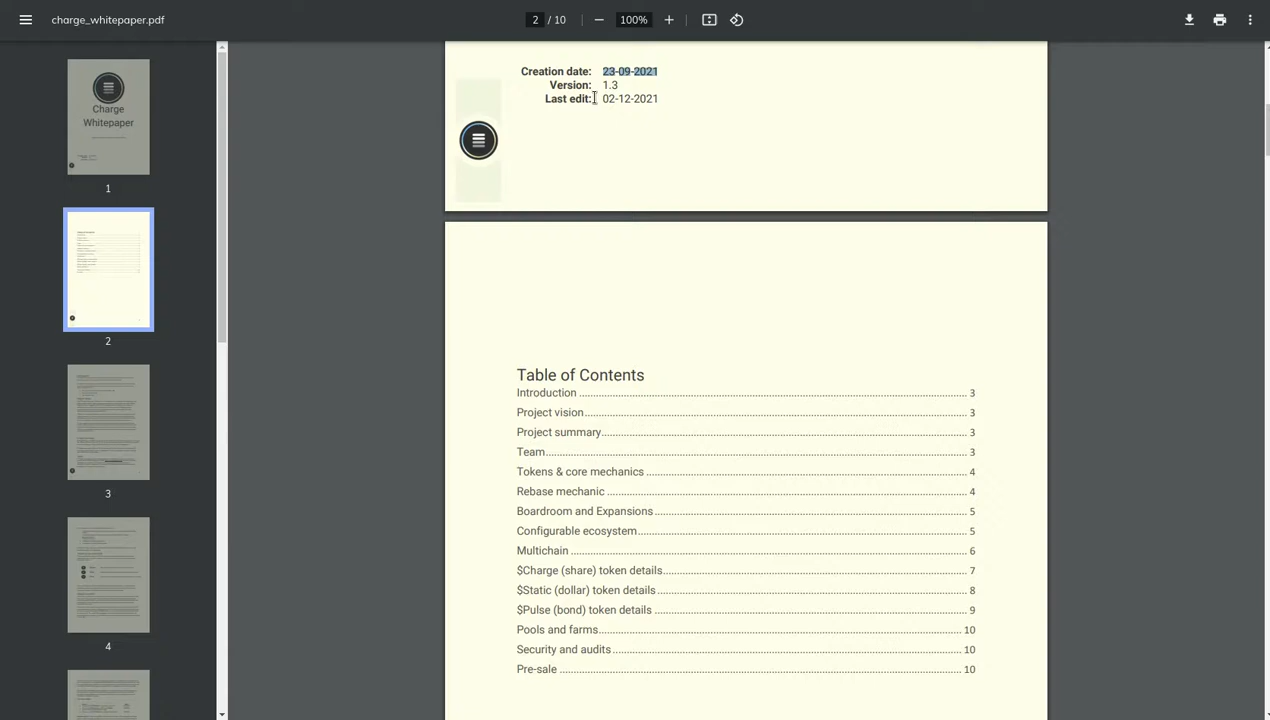 charge_whitepaper.pdf
2 / 10
100%
Charge
Whitepaper
1
2
3
4
Creation date: 23-09-2021
Version: 1.3
Last edit: 02-12-2021
Table of Contents
Introduction ........ 3
Project vision ........ 3
Project summary ........ 3
Team ........ 3
Tokens & core mechanics ........ 4
Rebase mechanic ........ 4
Boardroom and Expansions ........ 5
Configurable ecosystem ........ 5
Multichain ........ 6
$Charge (share) token details ........ 7
$Static (dollar) token details ........ 8
$Pulse (bond) token details ........ 9
Pools and farms ........ 10
Security and audits ........ 10
Pre-sale ........ 10